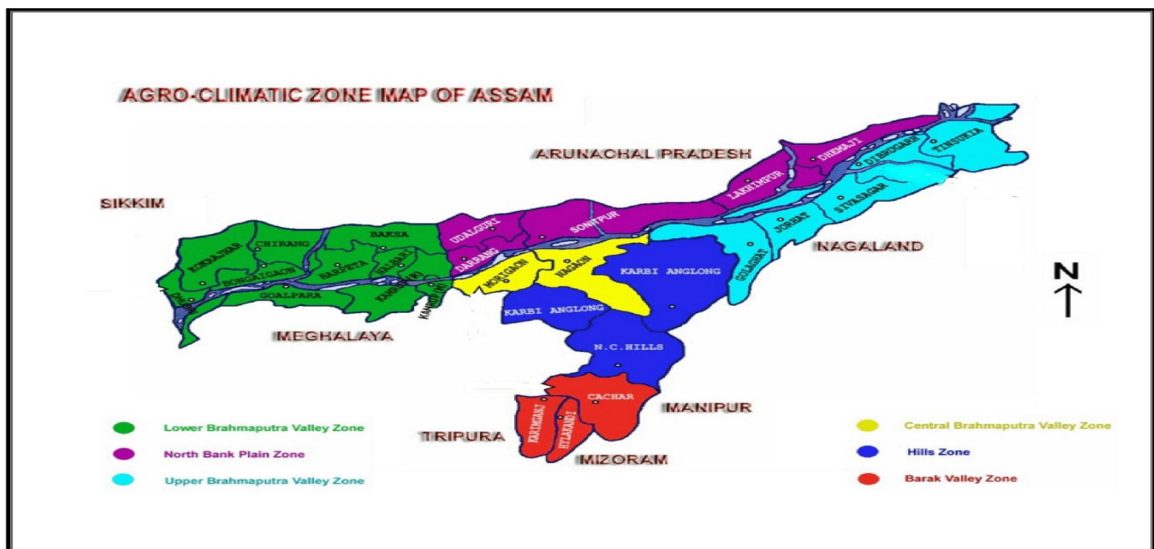 AGRO-CLIMATIC ZONE MAP OF ASSAM
ARUNACHAL PRADESH
SIKKIM
NAGALAND
MEGHALAYA
MANIPUR
TRIPURA
MIZORAM
N
DHEMAJI
LAKHIMPUR
DIBRUGARH
TINSUKIA
SIVASAGAR
JORHAT
GOLAGHAT
SONITPUR
UDALGURI
DARRANG
BAKSA
CHIRANG
KOKRAJHAR
BONGAIGAON
BARPETA
NALBARI
GOALPARA
MORIGAON
NAGAON
KARBI ANGLONG
KARBI ANGLONG
N.C.HILLS
CACHAR
KARIMGANJ
HYLAKANDI
Lower Brahmaputra Valley Zone
North Bank Plain Zone
Upper Brahmaputra Valley Zone
Central Brahmaputra Valley Zone
Hills Zone
Barak Valley Zone